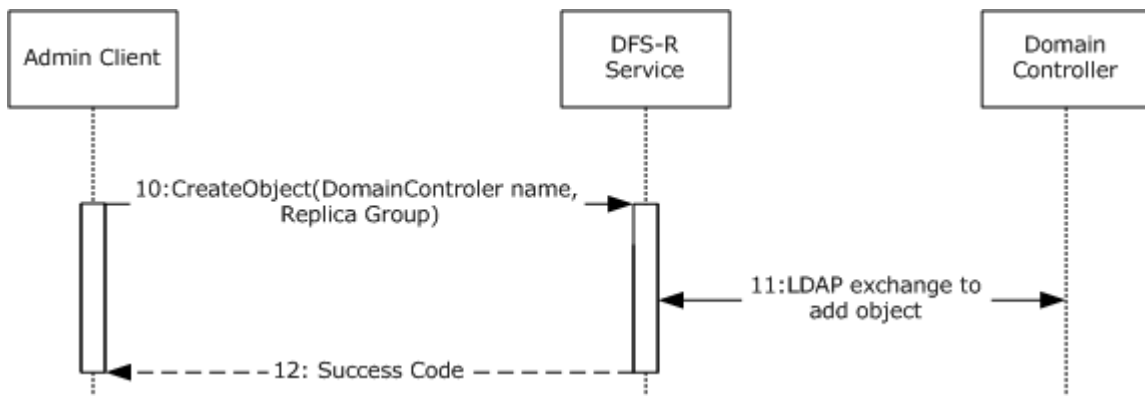 Admin Client
DFS-R
Service
Domain
Controller
10:CreateObject(DomainControler name,
Replica Group)
11:LDAP exchange to
add object
12: Success Code